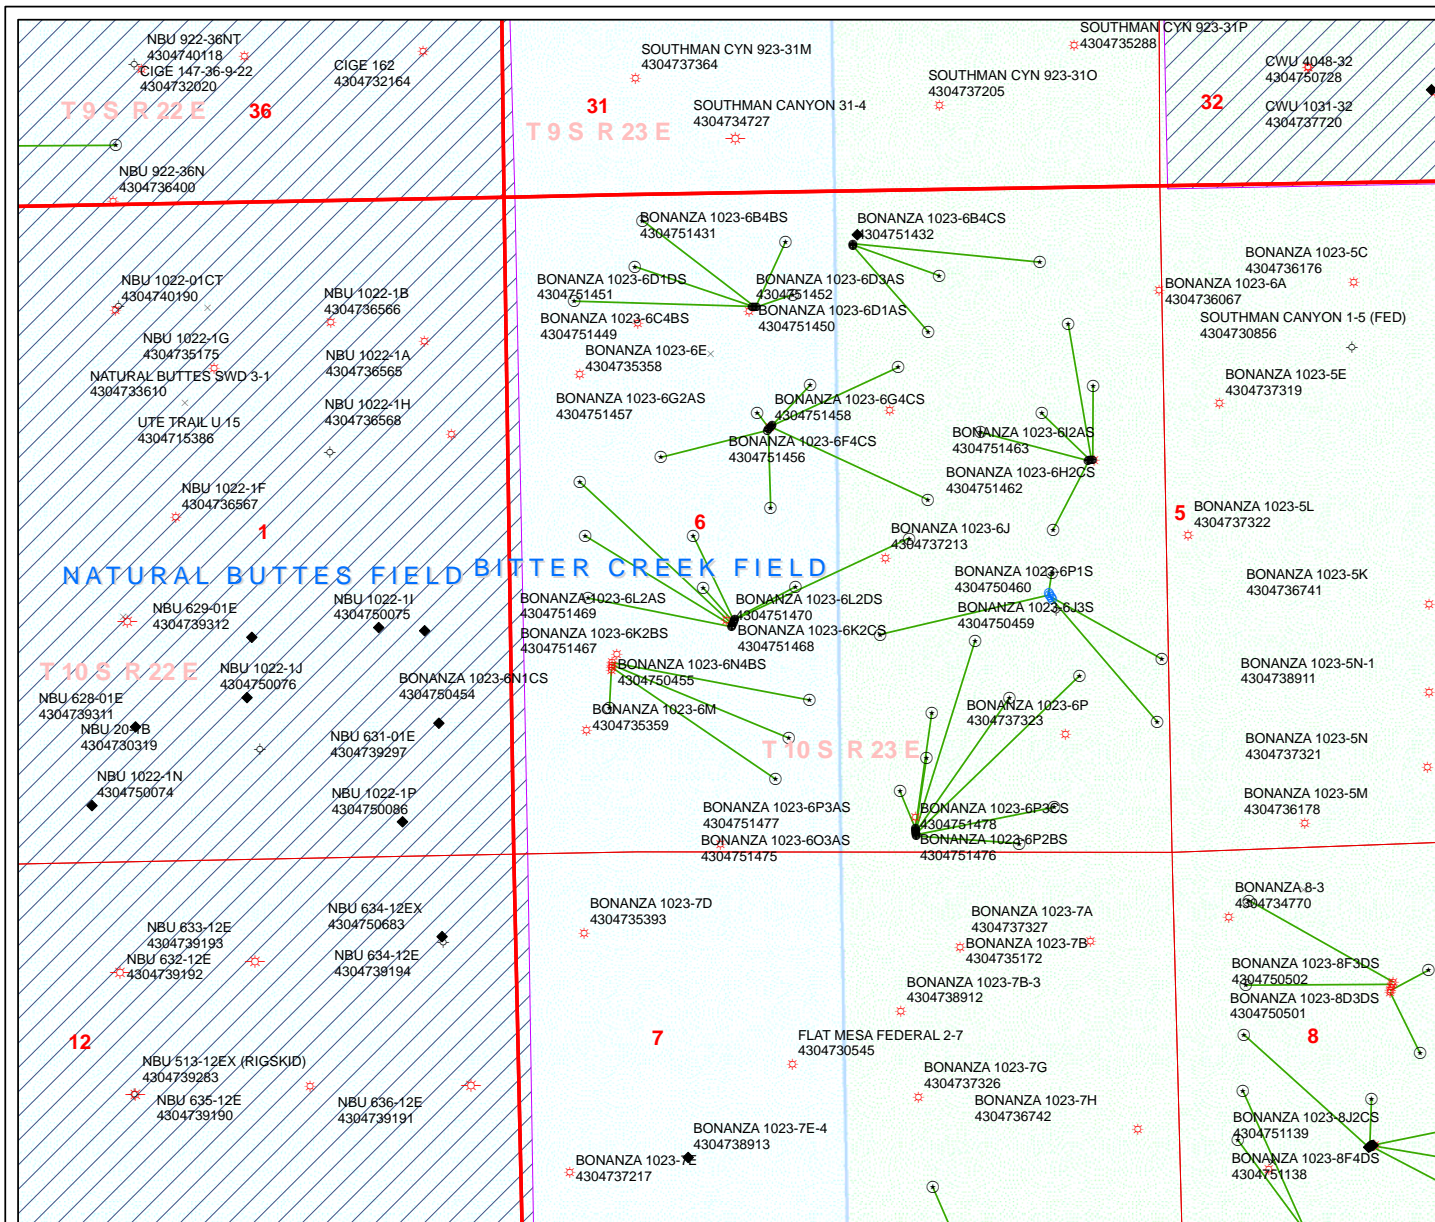 NBU 922-36NT
4304740118
CIGE 147-36-9-22
4304732020
CIGE 162
4304732164
T 9 S R 22 E
36
NBU 922-36N
4304736400
SOUTHMAN CYN 923-31M
4304737364
31
SOUTHMAN CANYON 31-4
4304734727
T 9 S R 23 E
SOUTHMAN CYN 923-31P
4304735288
SOUTHMAN CYN 923-31O
4304737205
CWU 4048-32
4304750728
32
CWU 1031-32
4304737720
BONANZA 1023-6B4BS
4304751431
BONANZA 1023-6B4CS
4304751432
BONANZA 1023-6D1DS
4304751451
BONANZA 1023-6D3AS
4304751452
BONANZA 1023-6D1AS
4304751450
BONANZA 1023-6C4BS
4304751449
BONANZA 1023-6E
4304735358
BONANZA 1023-5C
4304736176
BONANZA 1023-6A
4304736067
SOUTHMAN CANYON 1-5 (FED)
4304730856
NBU 1022-01CT
4304740190
NBU 1022-1B
4304736566
NBU 1022-1G
4304735175
NBU 1022-1A
4304736565
NATURAL BUTTES SWD 3-1
4304733610
NBU 1022-1H
4304736568
UTE TRAIL U 15
4304715386
NBU 1022-1F
4304736567
1
BONANZA 1023-6G2AS
4304751457
BONANZA 1023-6G4CS
4304751458
BONANZA 1023-6F4CS
4304751456
BONANZA 1023-6I2AS
4304751463
BONANZA 1023-6H2CS
4304751462
BONANZA 1023-5E
4304737319
6
5
BONANZA 1023-5L
4304737322
BONANZA 1023-6J
4304737213
NATURAL BUTTES FIELD
BITTER CREEK FIELD
BONANZA 1023-6P1S
4304750460
BONANZA 1023-6J3S
4304750459
BONANZA 1023-5K
4304736741
NBU 629-01E
4304739312
NBU 1022-1I
4304750075
BONANZA 1023-6L2AS
4304751469
BONANZA 1023-6L2DS
4304751470
BONANZA 1023-6K2BS
4304751467
BONANZA 1023-6K2CS
4304751468
T 10 S R 22 E
NBU 1022-1J
4304750076
BONANZA 1023-6N1CS
4304750454
BONANZA 1023-6N4BS
4304750455
BONANZA 1023-5N-1
4304738911
NBU 628-01E
4304739311
NBU 20-1B
4304730319
NBU 631-01E
4304739297
BONANZA 1023-6M
4304735359
BONANZA 1023-6P
4304737323
T 10 S R 23 E
BONANZA 1023-5N
4304737321
NBU 1022-1N
4304750074
NBU 1022-1P
4304750086
BONANZA 1023-6P3AS
4304751477
BONANZA 1023-6P3CS
4304751478
BONANZA 1023-6O3AS
4304751475
BONANZA 1023-6P2BS
4304751476
BONANZA 1023-5M
4304736178
NBU 634-12EX
4304750683
NBU 633-12E
4304739193
NBU 632-12E
4304739192
NBU 634-12E
4304739194
BONANZA 1023-7D
4304735393
BONANZA 1023-7A
4304737327
BONANZA 1023-7B
4304735172
BONANZA 1023-7B-3
4304738912
BONANZA 8-3
4304734770
BONANZA 1023-8F3DS
4304750502
BONANZA 1023-8D3DS
4304750501
12
7
8
FLAT MESA FEDERAL 2-7
4304730545
NBU 513-12EX (RIGSKID)
4304739283
NBU 635-12E
4304739190
NBU 636-12E
4304739191
BONANZA 1023-7G
4304737326
BONANZA 1023-7H
4304736742
BONANZA 1023-7E-4
4304738913
BONANZA 1023-7E
4304737217
BONANZA 1023-8J2CS
4304751139
BONANZA 1023-8F4DS
4304751138